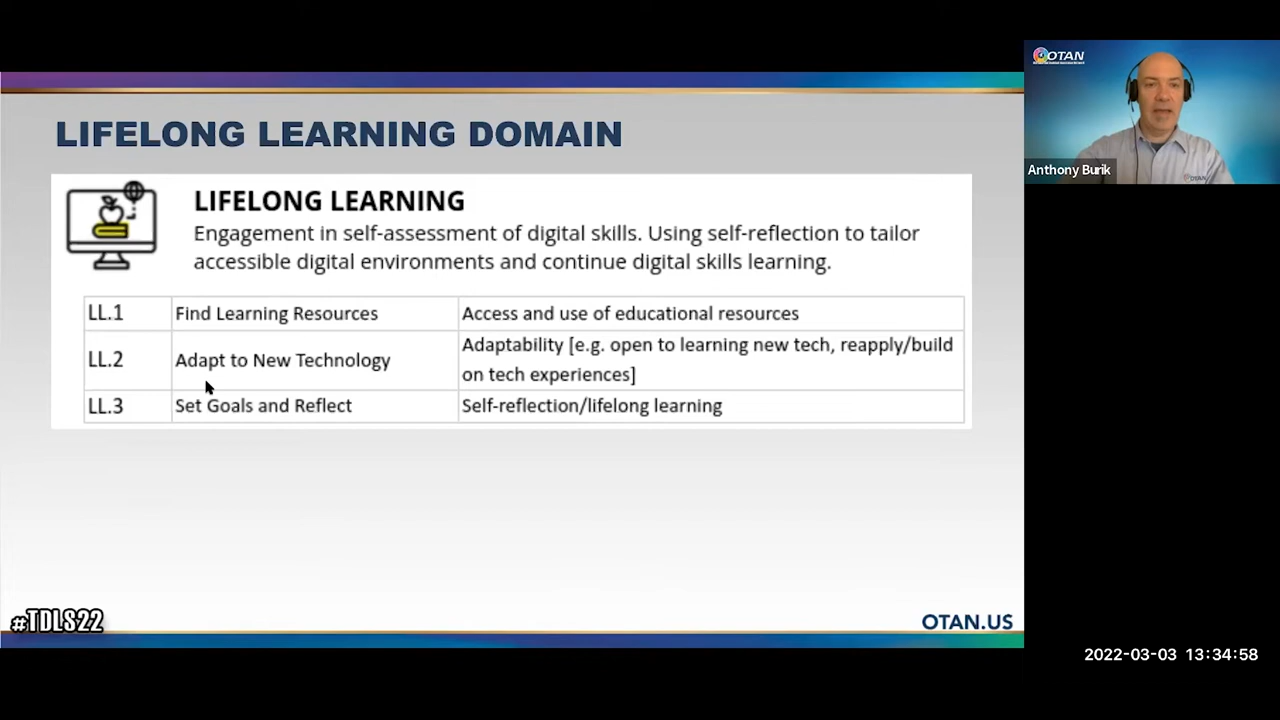 LIFELONG LEARNING DOMAIN
LIFELONG LEARNING
Engagement in self-assessment of digital skills. Using self-reflection to tailor
accessible digital environments and continue digital skills learning.
LL.1 Find Learning Resources Access and use of educational resources
LL.2 Adapt to New Technology Adaptability [e.g. open to learning new tech, reapply/build
on tech experiences]
LL.3 Set Goals and Reflect Self-reflection/lifelong learning
#TDLS22
OTAN.US
OTAN
Anthony Burik
OTAN
2022-03-03 13:34:58